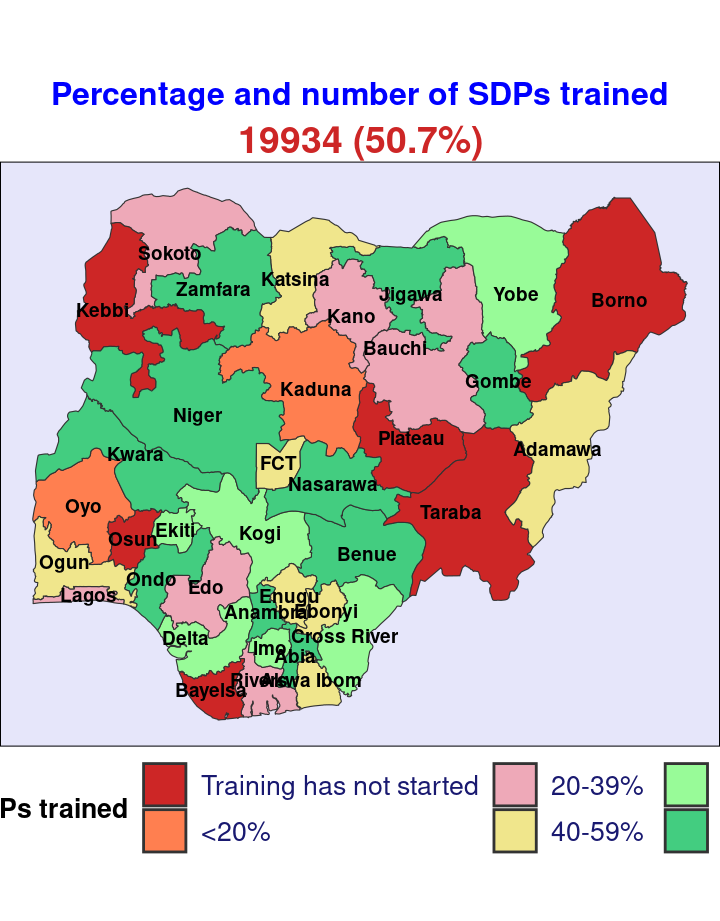 Percentage and number of SDPs trained
19934 (50.7%)
Sokoto
Katsina
Zamfara
Jigawa
Yobe
Borno
Kebbi
Kano
Bauchi
Gombe
Kaduna
Niger
Plateau
Adamawa
Kwara
FCT
Nasarawa
Oyo
Taraba
Ekiti
Kogi
Osun
Benue
Ogun
Ondo
Edo
Lagos
Enugu
Anambra
Ebonyi
Delta
Cross River
Imo
Abia
Rivers
Akwa Ibom
Bayelsa
Ps trained
Training has not started
20-39%
<20%
40-59%